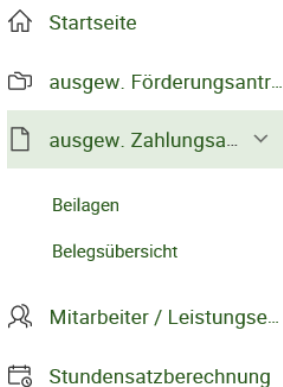 Startseite
ausgew. Förderungsantr...
ausgew. Zahlungsa...
Beilagen
Belegsübersicht
Mitarbeiter / Leistungse...
Stundensatzberechnung